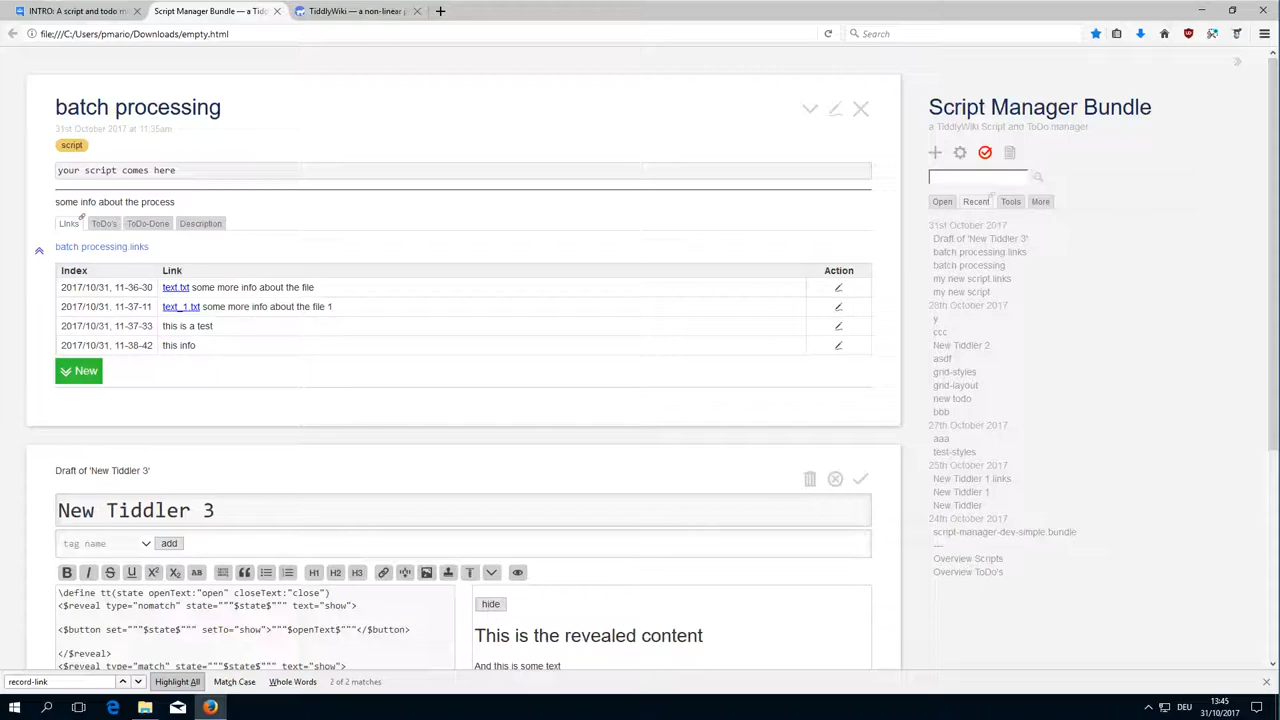 INTRO: A script and todo m
Script Manager Bundle — a Tid
TiddlyWiki — a non-linear p
file:///C:/Users/pmario/Downloads/empty.html
Search
batch processing
31st October 2017 at 11:35am
script
your script comes here
some info about the process
Links ToDo's ToDo-Done Description
batch processing.links
Index Link Action
2017/10/31, 11-36-30 text.txt some more info about the file
2017/10/31, 11-37-11 text_1.txt some more info about the file 1
2017/10/31, 11-37-33 this is a test
2017/10/31, 11-38-42 this info
New
Draft of 'New Tiddler 3'
New Tiddler 3
tag name add
B I S U X² X₂ AB H1 H2 H3 T
\define tt(state openText:"open" closeText:"close")
<$reveal type="nomatch" state="""$state$""" text="show">
<$button set="""$state$""" setTo="show">"""$openText$"""</$button>
</$reveal>
<$reveal type="match" state="""$state$""" text="show">
hide
This is the revealed content
And this is some text
Script Manager Bundle
a TiddlyWiki Script and ToDo manager
Open Recent Tools More
31st October 2017
Draft of 'New Tiddler 3'
batch processing.links
batch processing
my new script.links
my new script
28th October 2017
y
ccc
New Tiddler 2
asdf
grid-styles
grid-layout
new todo
bbb
27th October 2017
aaa
test-styles
25th October 2017
New Tiddler 1.links
New Tiddler 1
New Tiddler
24th October 2017
script-manager-dev-simple.bundle
---
Overview Scripts
Overview ToDo's
record-link Highlight All Match Case Whole Words 2 of 2 matches
DEU
13:45
31/10/2017